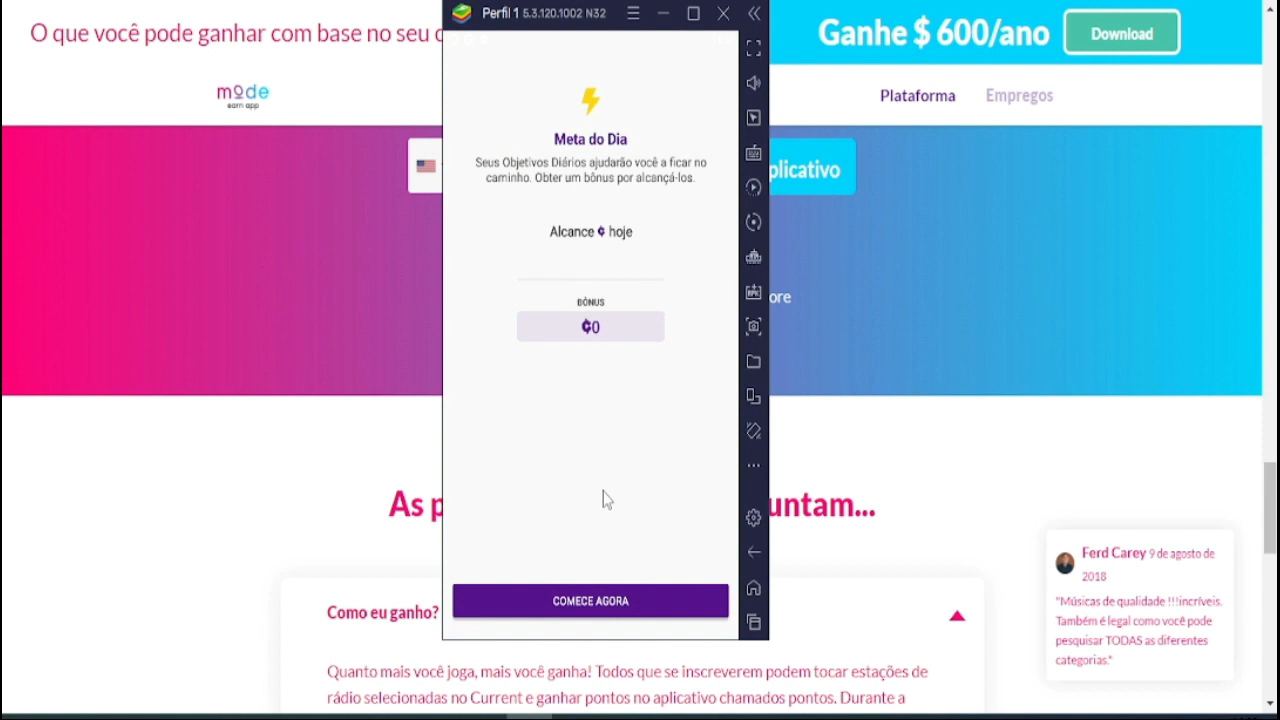 O que você pode ganhar com base no seu
Perfil 1 5.3.120.1002 N32
Ganhe $ 600/ano
Download
mode
earn app
Plataforma
Empregos
Meta do Dia
Seus Objetivos Diários ajudarão você a ficar no
caminho. Obter um bônus por alcançá-los.
plicativo
Alcance ¢ hoje
ore
BÔNUS
¢0
As p
untam...
COMECE AGORA
Como eu ganho?
Quanto mais você joga, mais você ganha! Todos que se inscreverem podem tocar estações de
rádio selecionadas no Current e ganhar pontos no aplicativo chamados pontos. Durante a
Ferd Carey 9 de agosto de
2018
"Músicas de qualidade !!!incríveis.
Também é legal como você pode
pesquisar TODAS as diferentes
categorias."